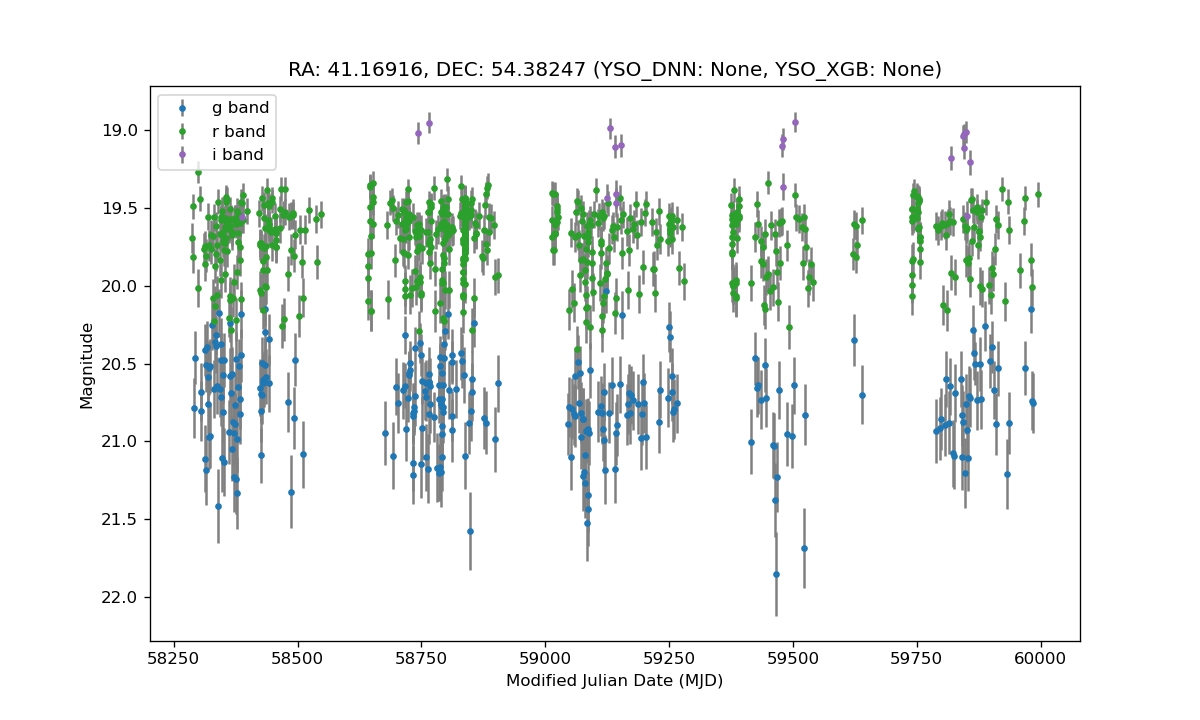 RA: 41.16916, DEC: 54.38247 (YSO_DNN: None, YSO_XGB: None)
g band
r band
i band
19.0
19.5
20.0
20.5
21.0
21.5
22.0
Magnitude
58250 58500 58750 59000 59250 59500 59750 60000
Modified Julian Date (MJD)